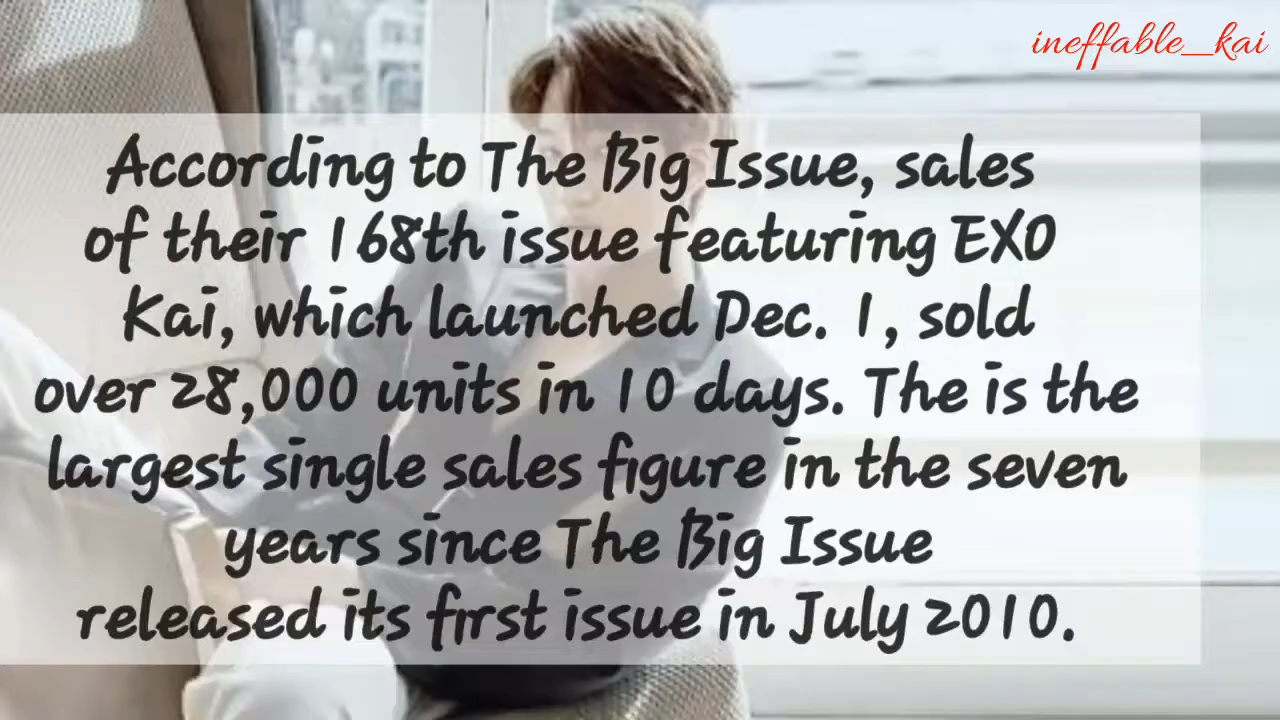 ineffable_kai
According to The Big Issue, sales
of their 168th issue featuring EXO
Kai, which launched Dec. 1, sold
over 28,000 units in 10 days. The is the
largest single sales figure in the seven
years since The Big Issue
released its first issue in July 2010.